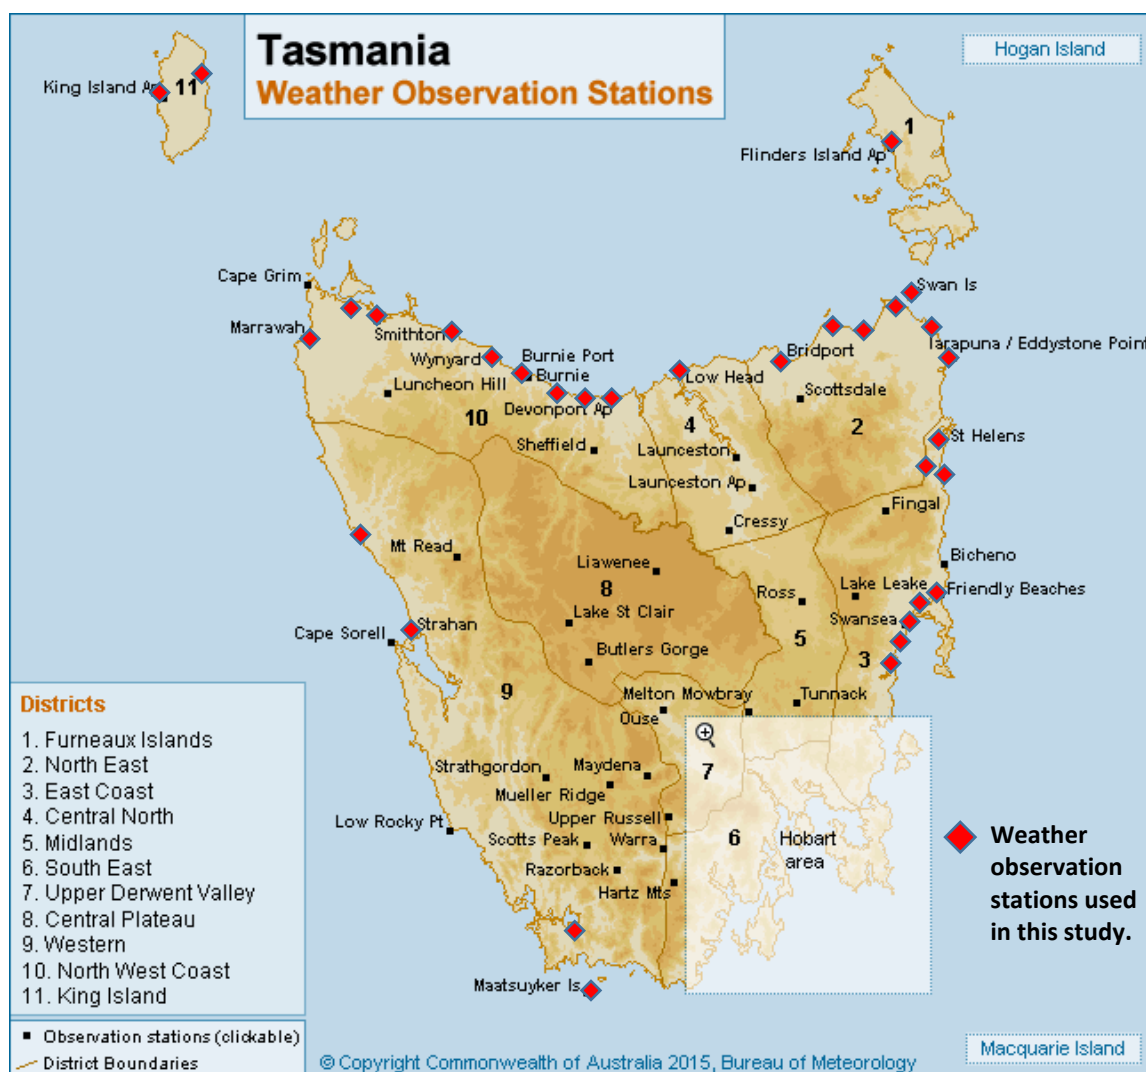 Tasmania
Weather Observation Stations
Hogan Island
King Island Ap
11
1
Flinders Island Ap
Cape Grim
Swan Is
Marrawah
Smithton
Wynyard
Burnie Port
Burnie
Bridport
Tarapuna / Eddystone Point
Luncheon Hill
Low Head
Scottsdale
10
Devonport Ap
4
2
Sheffield
Launceston
St Helens
Launceston Ap
Fingal
Cressy
Mt Read
Liawenee
Bicheno
8
Ross
Lake Leake
Friendly Beaches
Lake St Clair
Swansea
Strahan
Cape Sorell
5
Butlers Gorge
3
9
Melton Mowbray
Tunnack
Ouse
Districts
1. Furneaux Islands
2. North East
3. East Coast
4. Central North
5. Midlands
6. South East
7. Upper Derwent Valley
8. Central Plateau
9. Western
10. North West Coast
11. King Island
Strathgordon
Maydena
7
Mueller Ridge
Low Rocky Pt
Upper Russell
Scotts Peak
Warra
6
Hobart
area
Razorback
Hartz Mts
Weather
observation
stations used
in this study.
Maatsuyker Is
Observation stations (clickable)
District Boundaries
© Copyright Commonwealth of Australia 2015, Bureau of Meteorology
Macquarie Island